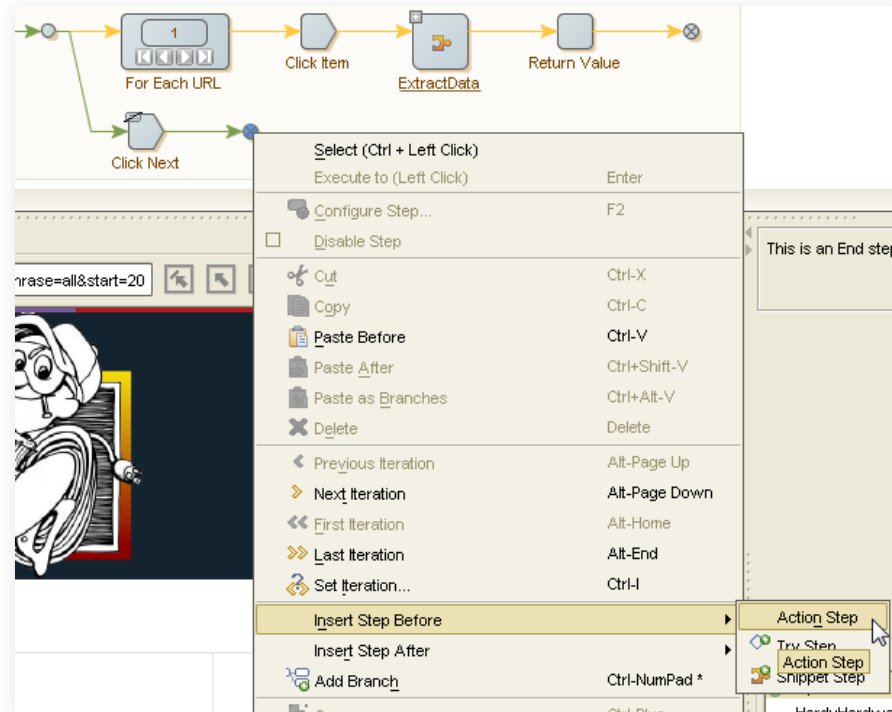 1
For Each URL
Click Item
ExtractData
Return Value
Click Next
Select (Ctrl + Left Click)
Execute to (Left Click) Enter
Configure Step... F2
Disable Step
Cut Ctrl-X
Copy Ctrl-C
Paste Before Ctrl-V
Paste After Ctrl+Shift-V
Paste as Branches Ctrl+Alt-V
Delete Delete
Previous Iteration Alt-Page Up
Next Iteration Alt-Page Down
First Iteration Alt-Home
Last Iteration Alt-End
Set Iteration... Ctrl-I
Insert Step Before
Insert Step After
Add Branch Ctrl-NumPad *
Action Step
Try Step
Action Step
Snippet Step
This is an End step
hrase=all&start=20